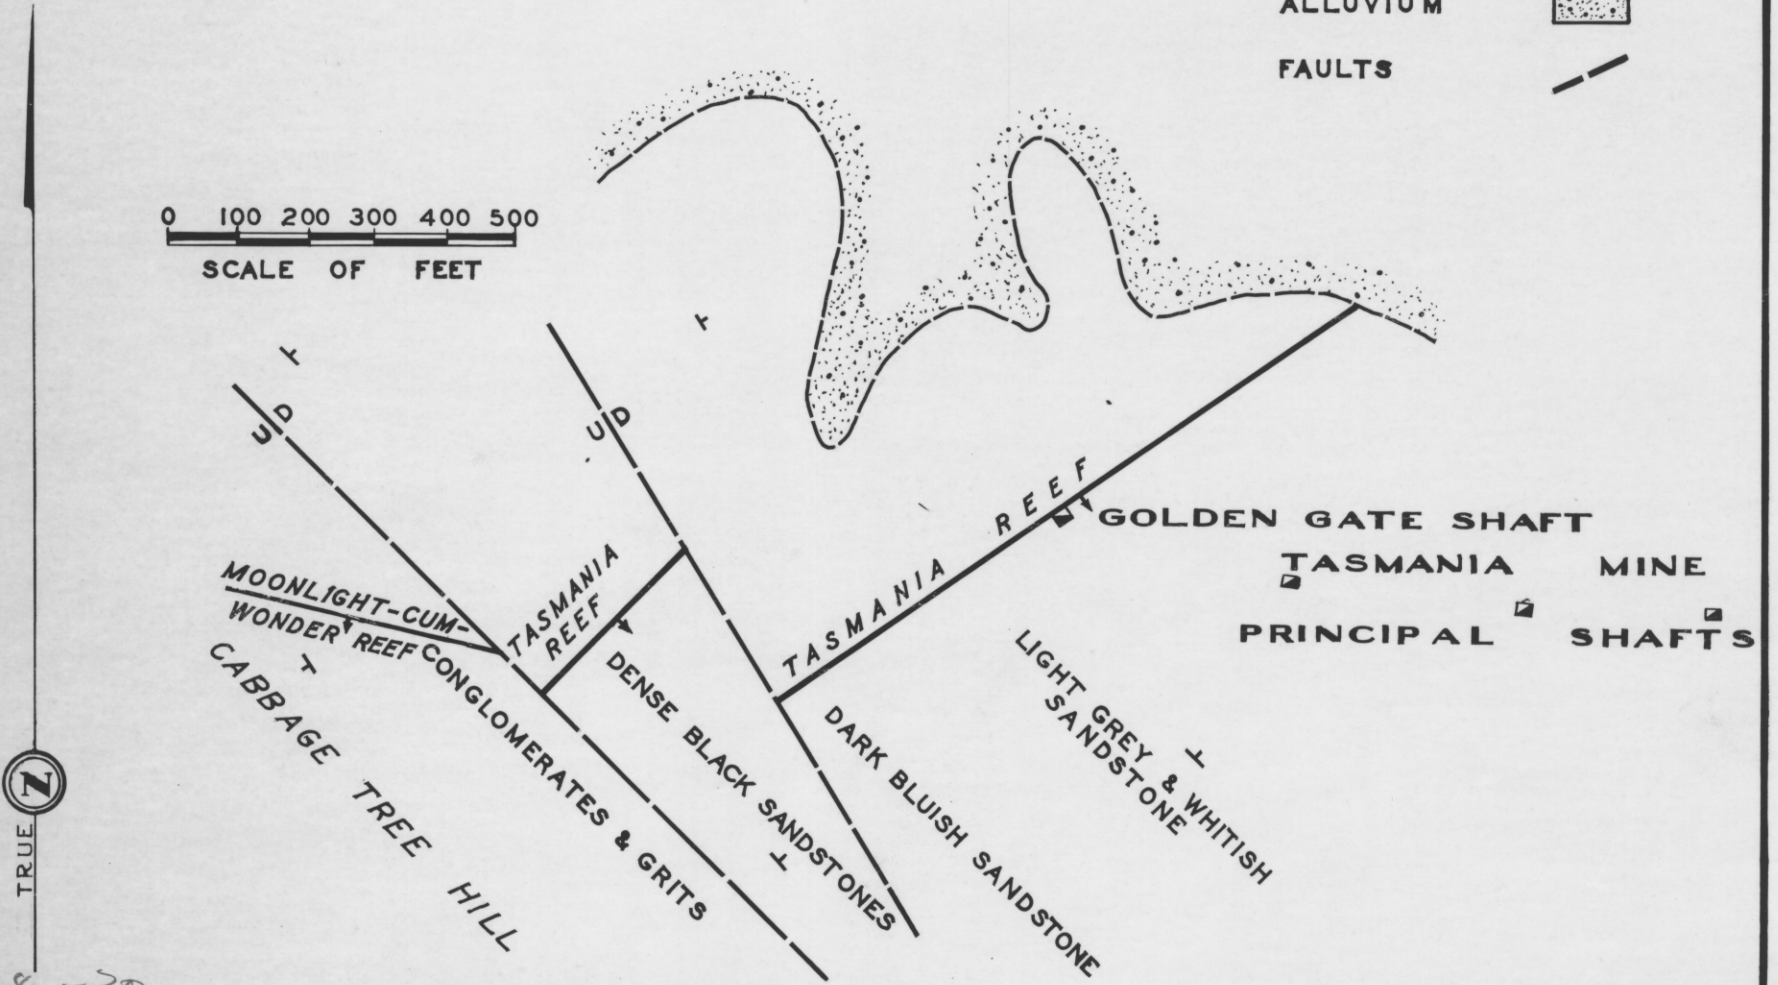 ALLUVIUM
FAULTS
0 100 200 300 400 500
SCALE OF FEET
D
U
D
U
TASMANIA REEF
GOLDEN GATE SHAFT
TASMANIA MINE
PRINCIPAL SHAFTS
MOONLIGHT-CUM-
WONDER REEF
TASMANIA
REEF
CONGLOMERATES & GRITS
CABBAGE TREE HILL
DENSE BLACK SANDSTONES
DARK BLUISH SANDSTONE
LIGHT GREY & WHITISH
SANDSTONE
N
TRUE